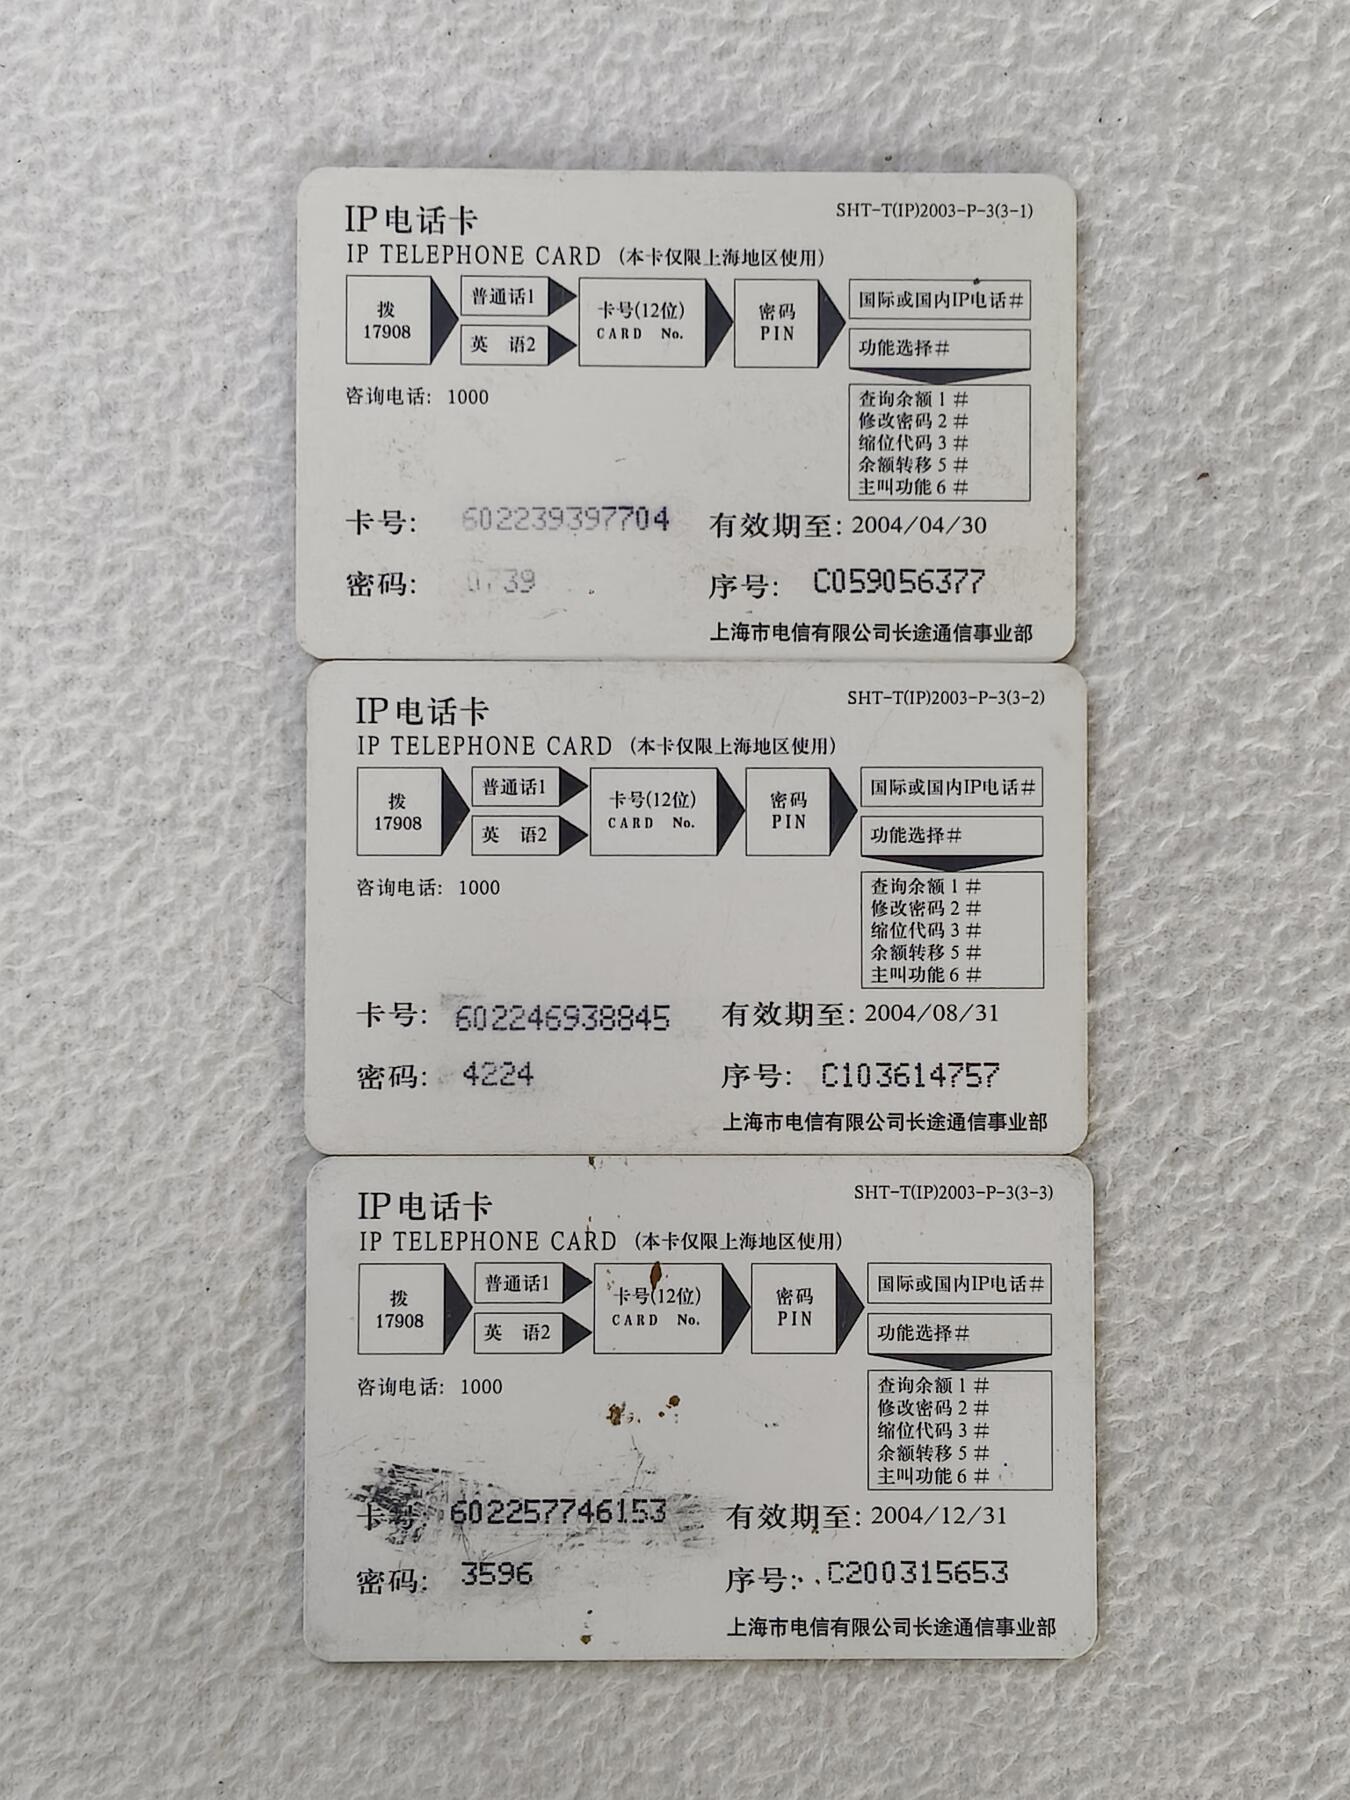 IP电话卡
SHT-T(IP)2003-P-3(3-1)
IP TELEPHONE CARD (本卡仅限上海地区使用)
拨
17908
普通话1
英 语2
卡号(12位)
CARD No.
密码
PIN
国际或国内IP电话#
功能选择#
咨询电话: 1000
查询余额 1 #
修改密码 2 #
缩位代码 3 #
余额转移 5 #
主叫功能 6 #
卡号: 602239397704
有效期至: 2004/04/30
密码: 0739
序号: C059056377
上海市电信有限公司长途通信事业部
IP电话卡
SHT-T(IP)2003-P-3(3-2)
IP TELEPHONE CARD (本卡仅限上海地区使用)
拨
17908
普通话1
英 语2
卡号(12位)
CARD No.
密码
PIN
国际或国内IP电话#
功能选择#
咨询电话: 1000
查询余额 1 #
修改密码 2 #
缩位代码 3 #
余额转移 5 #
主叫功能 6 #
卡号: 602246938845
有效期至: 2004/08/31
密码: 4224
序号: C103614757
上海市电信有限公司长途通信事业部
IP电话卡
SHT-T(IP)2003-P-3(3-3)
IP TELEPHONE CARD (本卡仅限上海地区使用)
拨
17908
普通话1
英 语2
卡号(12位)
CARD No.
密码
PIN
国际或国内IP电话#
功能选择#
咨询电话: 1000
查询余额 1 #
修改密码 2 #
缩位代码 3 #
余额转移 5 #
主叫功能 6 #
卡号: 602257746153
有效期至: 2004/12/31
密码: 3596
序号: C200315653
上海市电信有限公司长途通信事业部